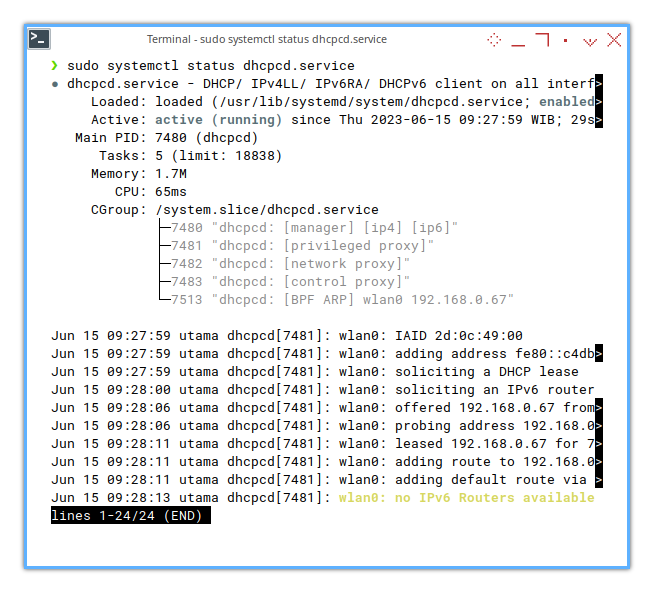 >_ Terminal - sudo systemctl status dhcpcd.service
❯ sudo systemctl status dhcpcd.service
● dhcpcd.service - DHCP/ IPv4LL/ IPv6RA/ DHCPv6 client on all interf>
     Loaded: loaded (/usr/lib/systemd/system/dhcpcd.service; enabled>
     Active: active (running) since Thu 2023-06-15 09:27:59 WIB; 29s>
   Main PID: 7480 (dhcpcd)
      Tasks: 5 (limit: 18838)
     Memory: 1.7M
        CPU: 65ms
     CGroup: /system.slice/dhcpcd.service
             ├─7480 "dhcpcd: [manager] [ip4] [ip6]"
             ├─7481 "dhcpcd: [privileged proxy]"
             ├─7482 "dhcpcd: [network proxy]"
             ├─7483 "dhcpcd: [control proxy]"
             └─7513 "dhcpcd: [BPF ARP] wlan0 192.168.0.67"
Jun 15 09:27:59 utama dhcpcd[7481]: wlan0: IAID 2d:0c:49:00
Jun 15 09:27:59 utama dhcpcd[7481]: wlan0: adding address fe80::c4db>
Jun 15 09:27:59 utama dhcpcd[7481]: wlan0: soliciting a DHCP lease
Jun 15 09:28:00 utama dhcpcd[7481]: wlan0: soliciting an IPv6 router
Jun 15 09:28:06 utama dhcpcd[7481]: wlan0: offered 192.168.0.67 from>
Jun 15 09:28:06 utama dhcpcd[7481]: wlan0: probing address 192.168.0>
Jun 15 09:28:11 utama dhcpcd[7481]: wlan0: leased 192.168.0.67 for 7>
Jun 15 09:28:11 utama dhcpcd[7481]: wlan0: adding route to 192.168.0>
Jun 15 09:28:11 utama dhcpcd[7481]: wlan0: adding default route via >
Jun 15 09:28:13 utama dhcpcd[7481]: wlan0: no IPv6 Routers available
lines 1-24/24 (END)